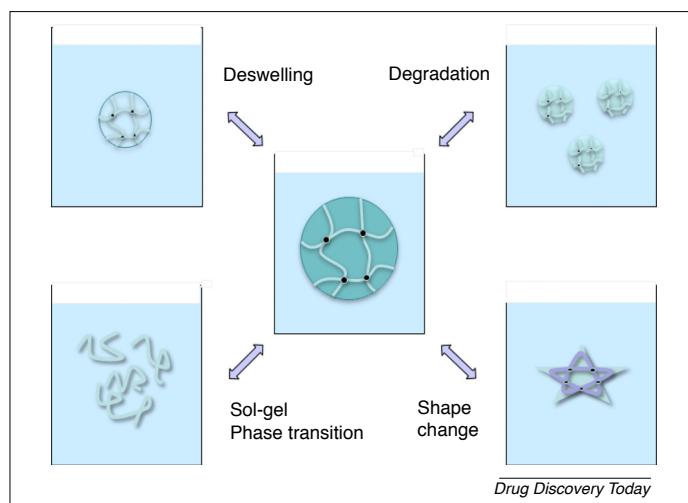 Deswelling
Degradation
Sol-gel
Phase transition
Shape
change
Drug Discovery Today